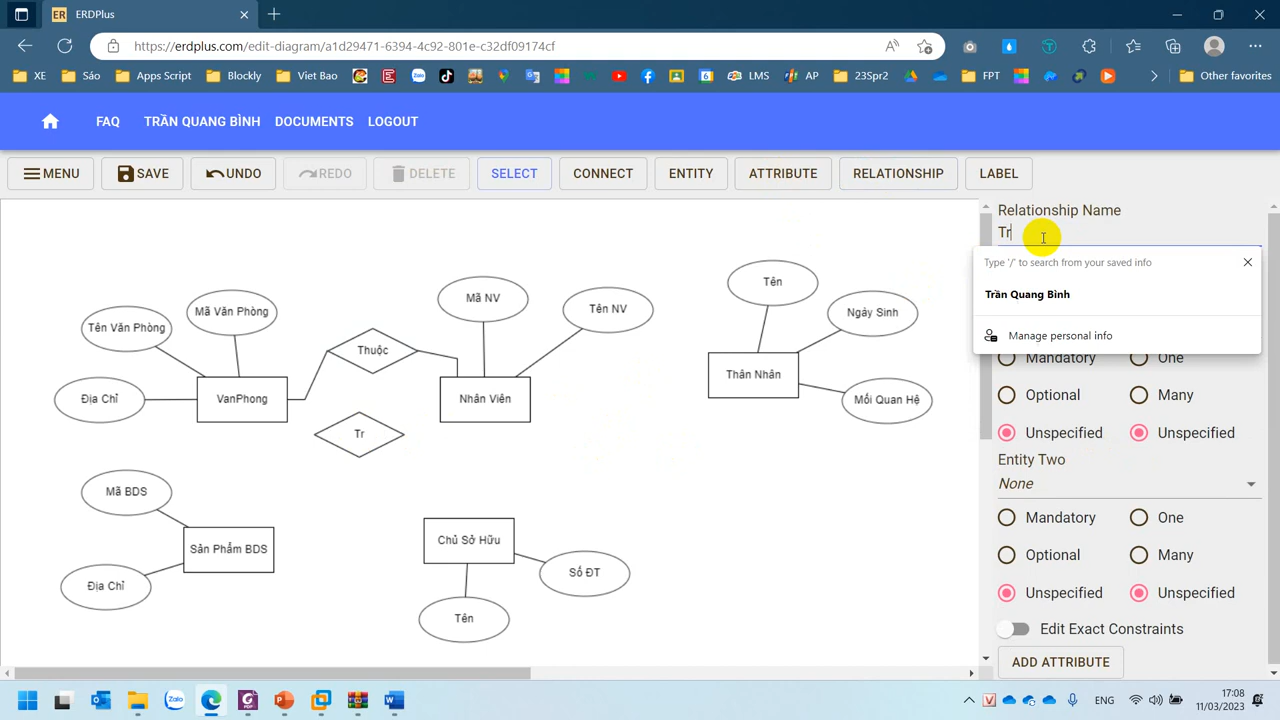 ERDPlus
https://erdplus.com/edit-diagram/a1d29471-6394-4c92-801e-c32df09174cf
XE
Sáo
Apps Script
Blockly
Viet Bao
LMS
AP
23Spr2
FPT
Other favorites
FAQ
TRẦN QUANG BÌNH
DOCUMENTS
LOGOUT
MENU
SAVE
UNDO
REDO
DELETE
SELECT
CONNECT
ENTITY
ATTRIBUTE
RELATIONSHIP
LABEL
Relationship Name
Tr
Type '/' to search from your saved info
Trần Quang Bình
Manage personal info
Mandatory
One
Optional
Many
Unspecified
Unspecified
Entity Two
None
Mandatory
One
Optional
Many
Unspecified
Unspecified
Edit Exact Constraints
ADD ATTRIBUTE
Tên Văn Phòng
Mã Văn Phòng
Địa Chỉ
VanPhong
Thuộc
Mã NV
Tên NV
Nhân Viên
Tr
Tên
Ngày Sinh
Thân Nhân
Mối Quan Hệ
Mã BDS
Sản Phẩm BDS
Địa Chỉ
Chủ Sở Hữu
Số ĐT
Tên
ENG
17:08
11/03/2023